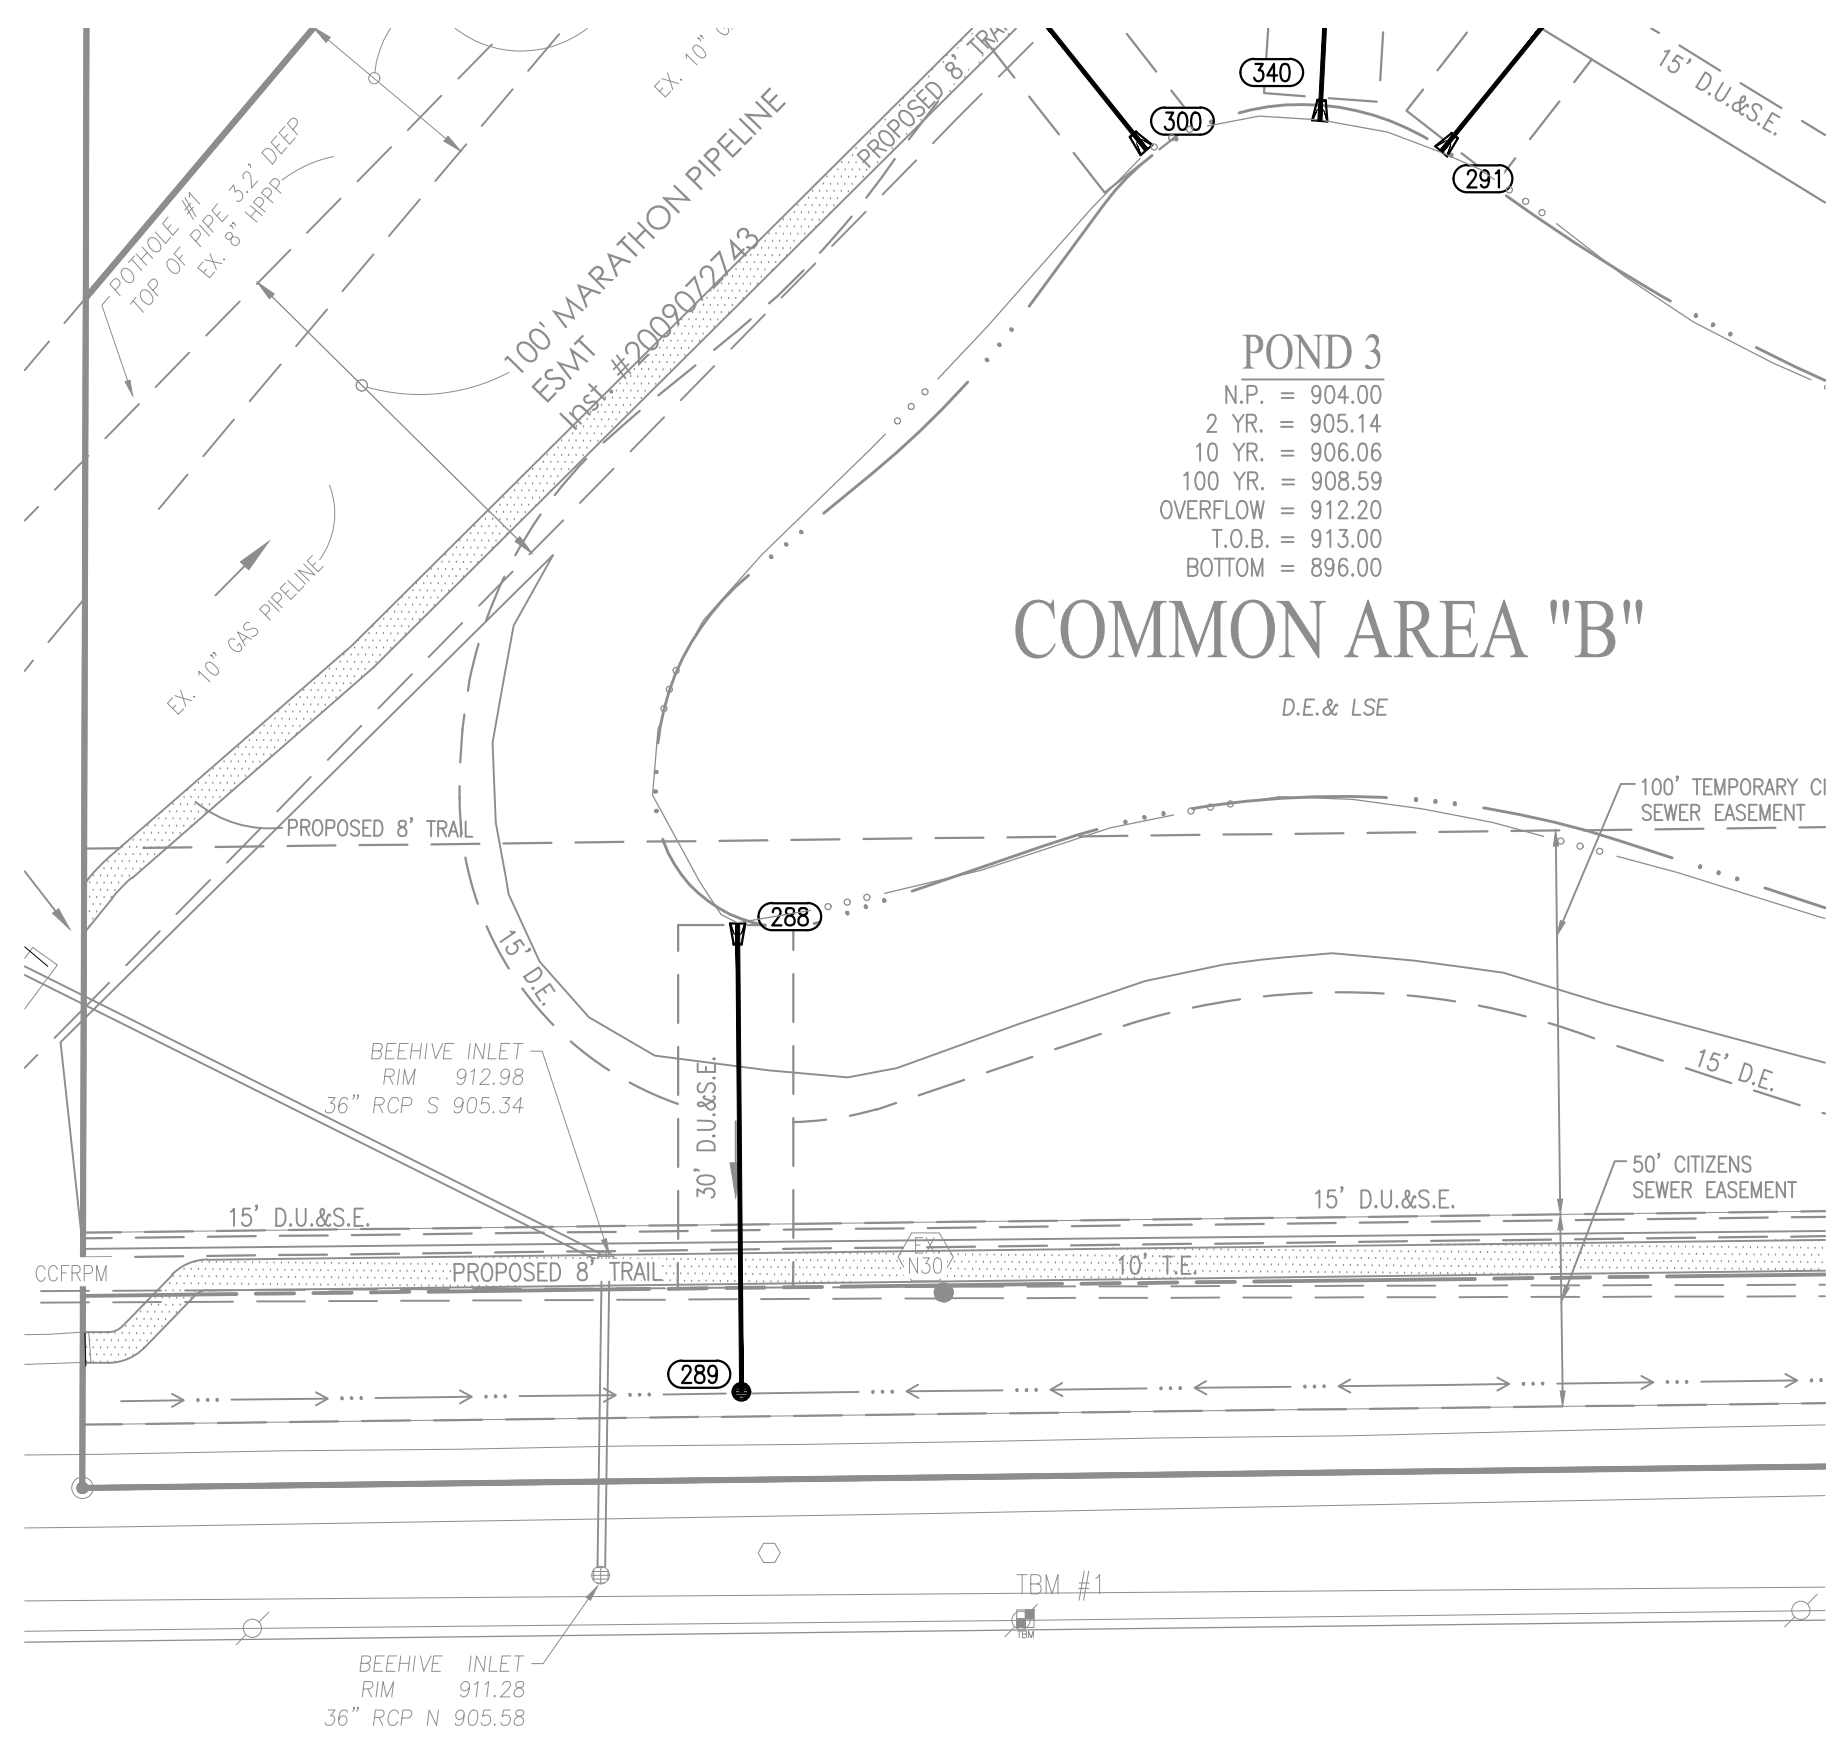 EX. 10" G
PROPOSED 8' TRA
340
300
291
15' D.U.&S.E.
POTHOLE #1
TOP OF PIPE 3.2' DEEP
EX. 8" HPPP
100' MARATHON PIPELINE
ESMT
Inst. #2009072743
POND 3
N.P. = 904.00
2 YR. = 905.14
10 YR. = 906.06
100 YR. = 908.59
OVERFLOW = 912.20
T.O.B. = 913.00
BOTTOM = 896.00
COMMON AREA "B"
D.E.& LSE
EX. 10" GAS PIPELINE
100' TEMPORARY CI
SEWER EASEMENT
PROPOSED 8' TRAIL
288
15' D.E.
BEEHIVE INLET
RIM 912.98
36" RCP S 905.34
30' D.U.&S.E.
15' D.E.
50' CITIZENS
SEWER EASEMENT
15' D.U.&S.E.
15' D.U.&S.E.
CCFRPM
PROPOSED 8' TRAIL
EX.
N30
10' T.E.
289
TBM #1
TBM
BEEHIVE INLET
RIM 911.28
36" RCP N 905.58